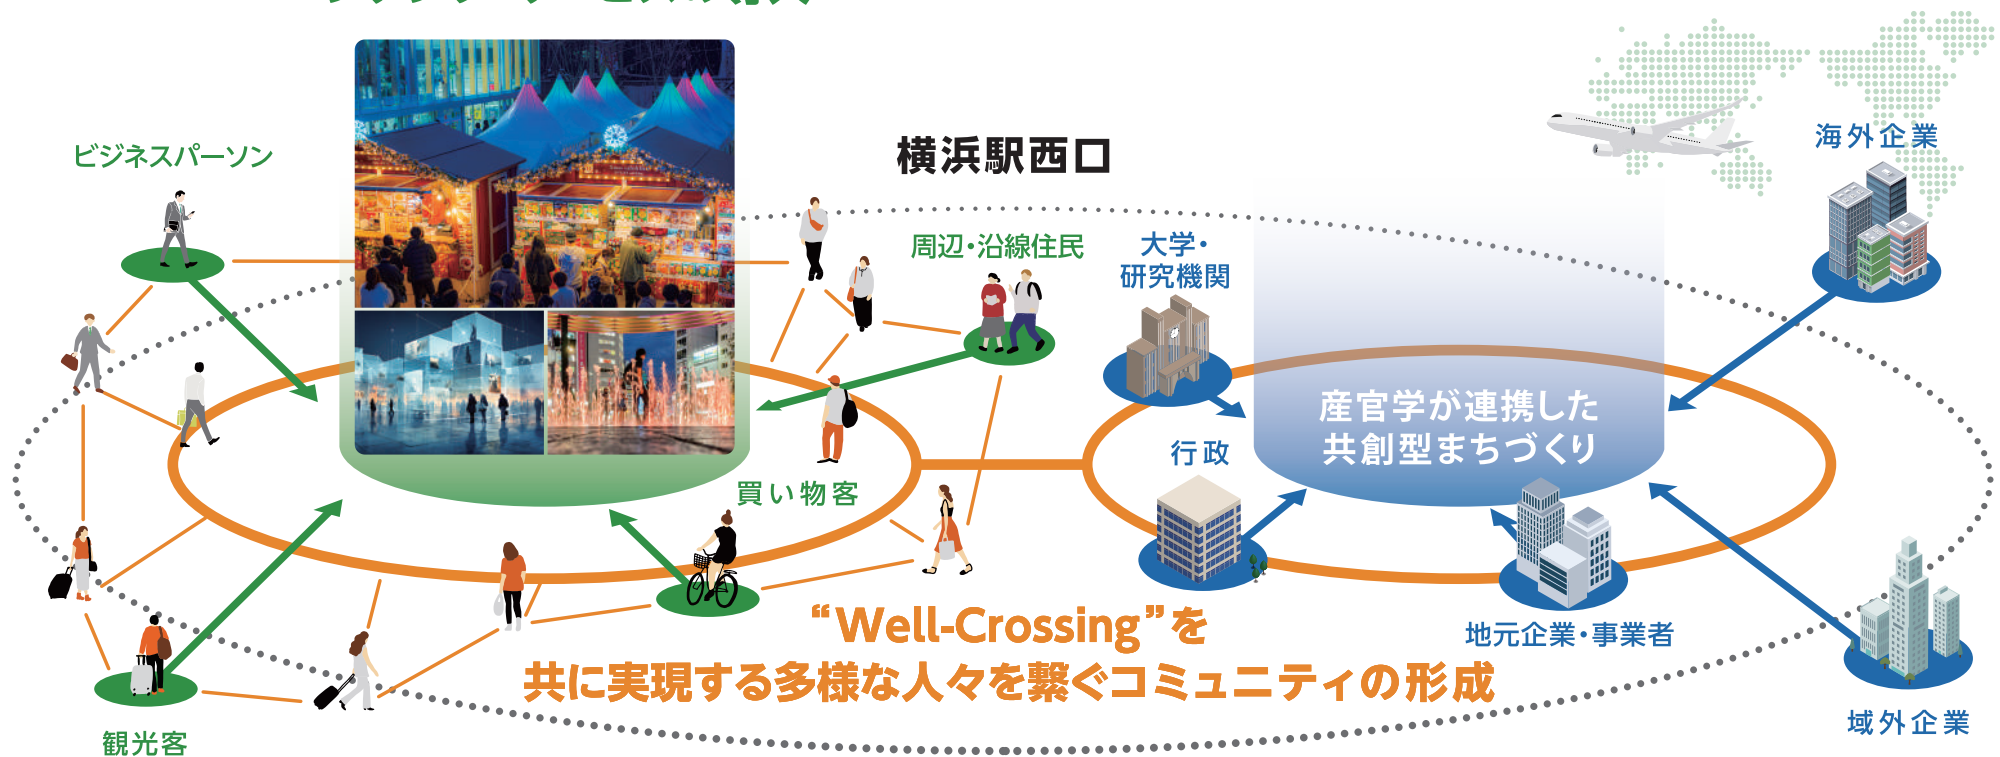 ビジネスパーソン
横浜駅西口
海外企業
周辺・沿線住民
大学・
研究機関
産官学が連携した
共創型まちづくり
行政
買い物客
“Well-Crossing”を
共に実現する多様な人々を繋ぐコミュニティの形成
地元企業・事業者
観光客
域外企業